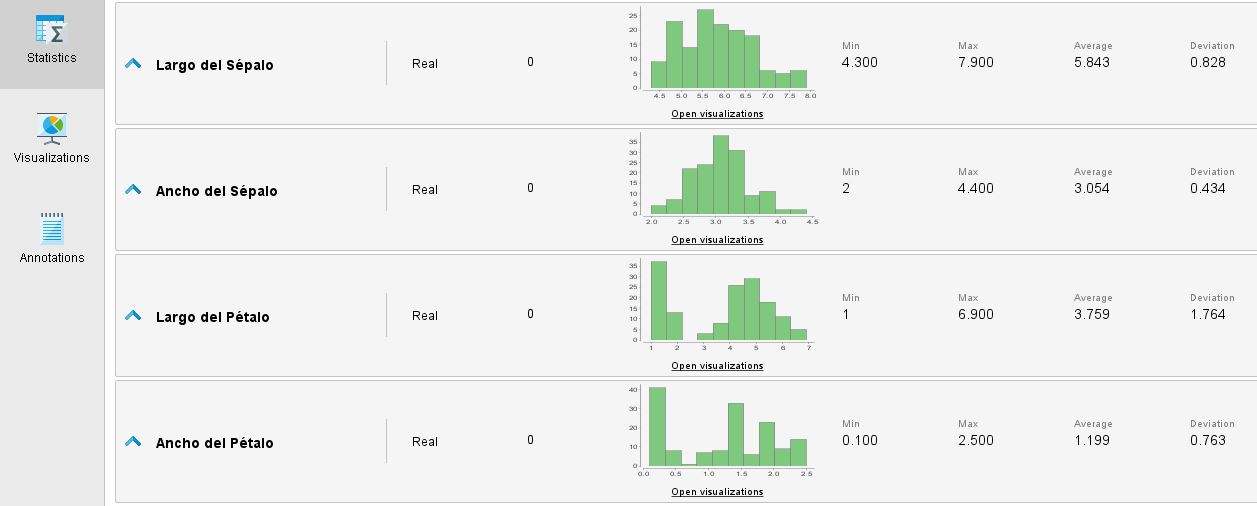 Statistics
Visualizations
Annotations
Largo del Sépalo
Real
0
25
20
15
10
5
0
4.5 5.0 5.5 6.0 6.5 7.0 7.5 8.0
Open visualizations
Min Max Average Deviation
4.300 7.900 5.843 0.828
Ancho del Sépalo
Real
0
35
30
25
20
15
10
5
0
2.0 2.5 3.0 3.5 4.0 4.5
Open visualizations
Min Max Average Deviation
2 4.400 3.054 0.434
Largo del Pétalo
Real
0
35
30
25
20
15
10
5
0
1 2 3 4 5 6 7
Open visualizations
Min Max Average Deviation
1 6.900 3.759 1.764
Ancho del Pétalo
Real
0
40
30
20
10
0
0.0 0.5 1.0 1.5 2.0 2.5
Open visualizations
Min Max Average Deviation
0.100 2.500 1.199 0.763